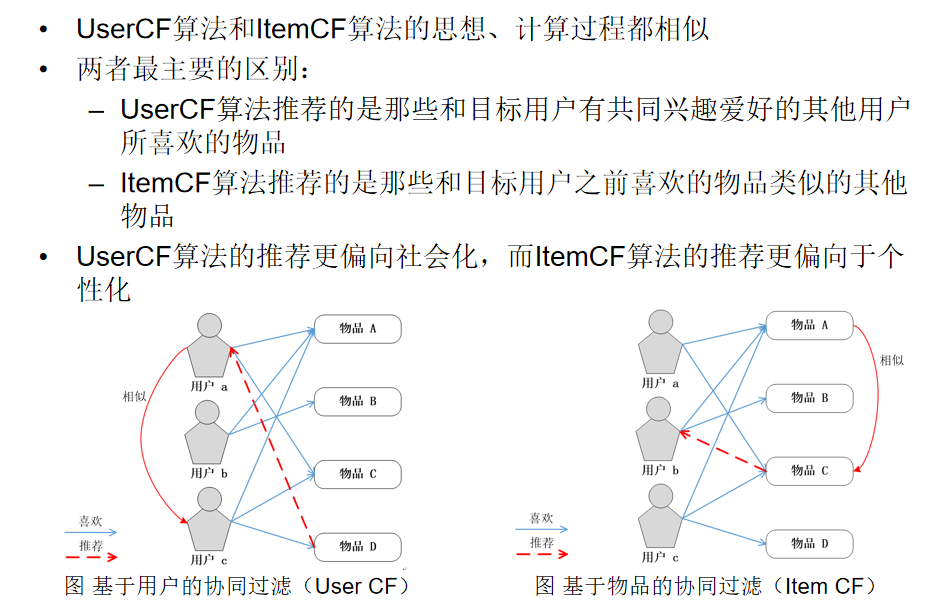 • UserCF算法和ItemCF算法的思想、计算过程都相似
• 两者最主要的区别：
– UserCF算法推荐的是那些和目标用户有共同兴趣爱好的其他用户
所喜欢的物品
– ItemCF算法推荐的是那些和目标用户之前喜欢的物品类似的其他
物品
• UserCF算法的推荐更偏向社会化，而ItemCF算法的推荐更偏向于个
性化
物品 A
用户 a
相似
物品 B
用户 b
物品 C
用户 c
物品 D
喜欢
推荐
图 基于用户的协同过滤（User CF）
物品 A
相似
用户 a
物品 B
用户 b
物品 C
用户 c
物品 D
喜欢
推荐
图 基于物品的协同过滤（Item CF）